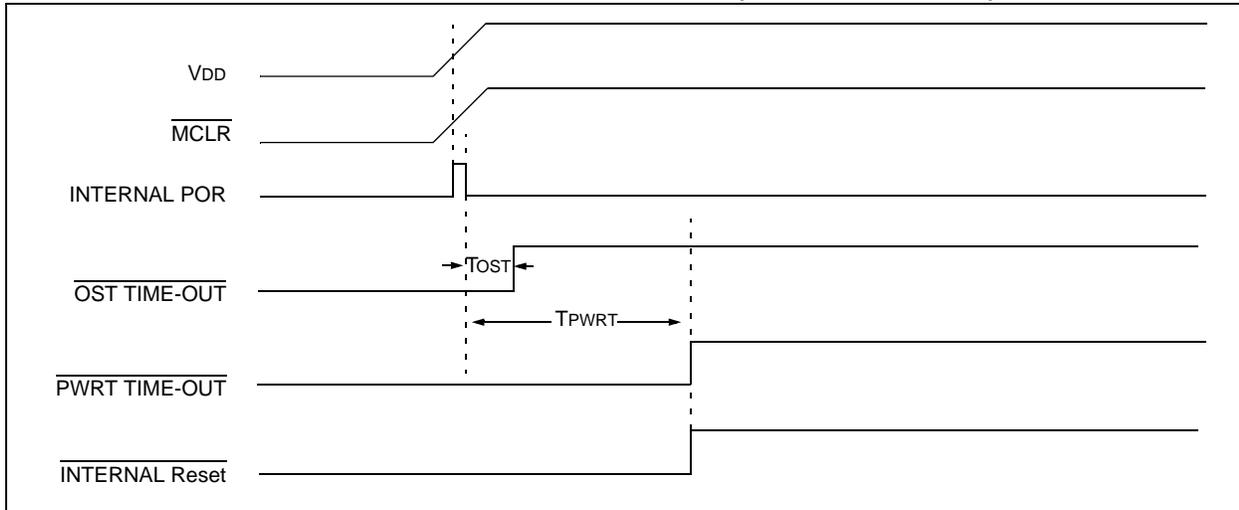 VDD
MCLR
INTERNAL POR
TOST
OST TIME-OUT
TPWRT
PWRT TIME-OUT
INTERNAL Reset